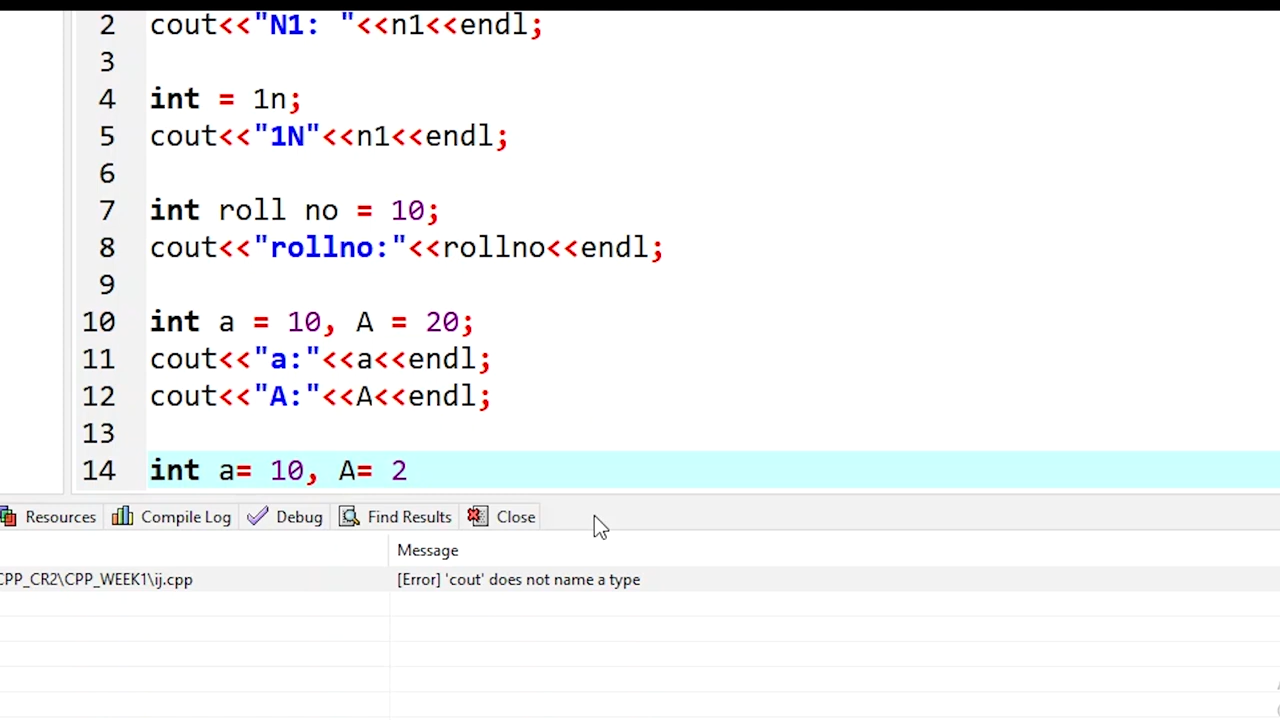 2 cout<<"N1: "<<n1<<endl;
3
4 int = 1n;
5 cout<<"1N"<<n1<<endl;
6
7 int roll no = 10;
8 cout<<"rollno:"<<rollno<<endl;
9
10 int a = 10, A = 20;
11 cout<<"a:"<<a<<endl;
12 cout<<"A:"<<A<<endl;
13
14 int a= 10, A= 2
Resources Compile Log Debug Find Results Close
Message
CPP_CR2\CPP_WEEK1\ij.cpp [Error] 'cout' does not name a type